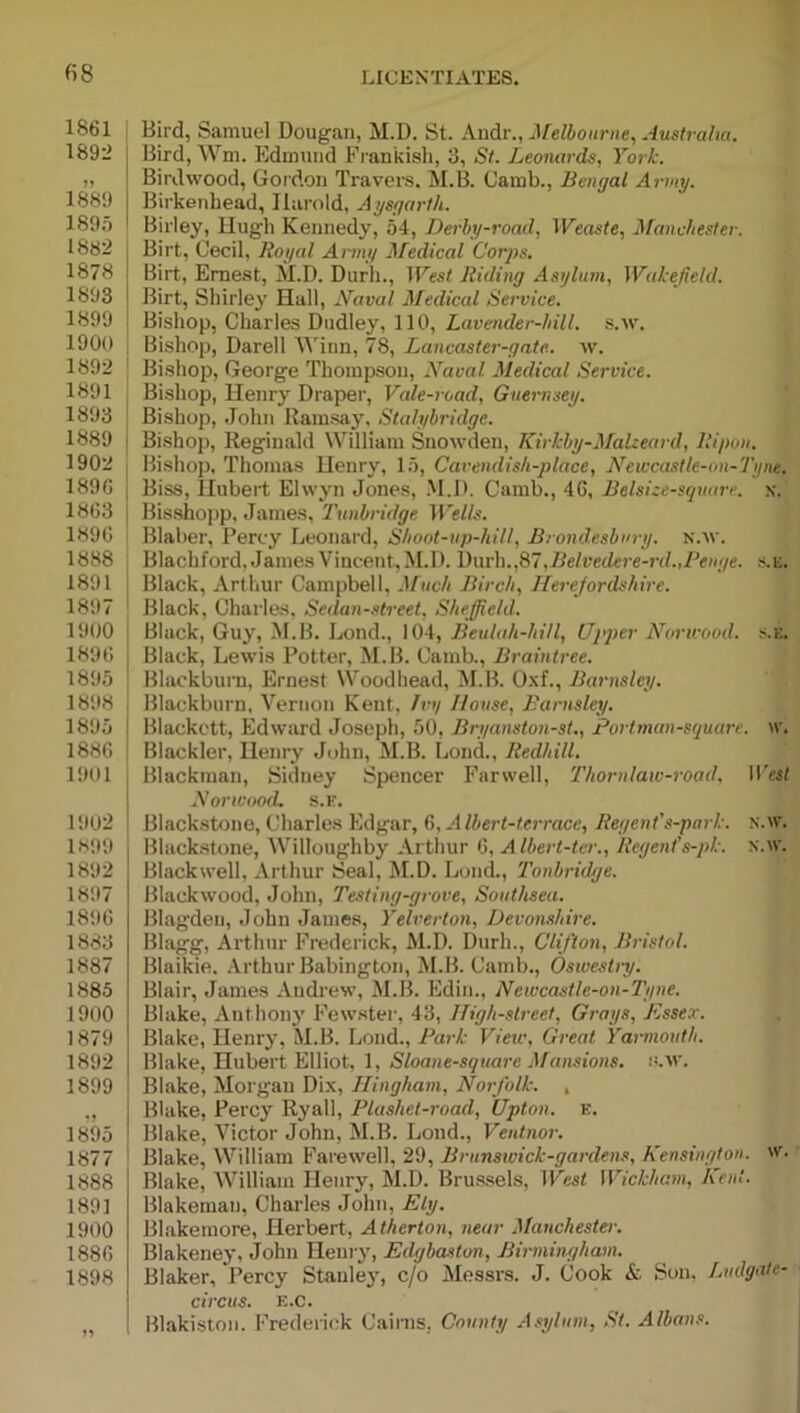 68 LICENTIATES.
1861 Bird, Samuel Dougan, M.D. St. Andr., Melbourne, Australia.
1892 Bird, Wm. Edmund Frankish, 3, St. Leonards, York.
„ Birdwood, Gordon Travers, M.B. Camb., Bengal Army.
1889 Birkenhead, Harold, Aysgarth.
1895 Birley, Hugh Kennedy, 54, Derby-road, Weaste, Manchester.
1882 Birt, Cecil, Royal Army Medical Corps.
1878 Birt, Ernest, M.D. Durh., West Riding Asylum, Wakefield.
1893 Birt, Shirley Hall, Naval Medical Service.
1899 Bishop, Charles Dudley, 110, Lavender-hill. S.W.
1900 Bishop, Darell Winn, 78, Lancaster-gate. W.
1892 Bishop, George Thompson, Naval Medical Service.
1891 Bishop, Henry Draper, Vale-road, Guernsey.
1893 Bishop, John Ramsay, Stalybridge.
1889 Bishop, Reginald William Snowden, Kirkby-Malzeard, Ripon.
1902 Bishop, Thomas Henry, 15, Cavendish-place, Newcastle-on-Tyne.
1896 Biss, Hubert Elwyn Jones, M.D. Camb., 46, Belsize-square. N.
1863 Bisshopp, James, Tunbridge Wells.
1896 Blaber, Percy Leonard, Shoot-up-hill, Brondesbury. N.W.
1888 Blachford, James Vincent, M.D. Durh., 87, Belvedere-rd., Penge. S.E.
1891 Black, Arthur Campbell, Much Birch, Herefordshire.
1897 Black, Charles, Sedan-street, Sheffield.
1900 Black, Guy, M.B. Lond., 104, Beulah-hill, Upper Norwood. S.E.
1896 Black, Lewis Potter, M.B. Camb., Braintree.
1895 Blackburn, Ernest Woodhead, M.B. Oxf., Barnsley.
1898 Blackburn, Vernon Kent, Ivy House, Barnsley.
1895 Blackett, Edward Joseph, 50, Bryanston-st., Portman-square. W.
1886 Blackler, Henry John, M.B. Lond., Redhill.
1901 Blackman, Sidney Spencer Farwell, Thornlaw-road, West
Norwood. S.E.
1902 Blackstone, Charles Edgar, 6, Albert-terrace, Regent's-park. N.W.
1899 Blackstone, Willoughby Arthur 6, Albert-ter., Regent's-pk. N.W.
1892 Blackwell, Arthur Seal, M.D. Lond., Tonbridge.
1897 Blackwood, John, Testing-grove, Southsea.
1896 Blagden, John James, Yelverton, Devonshire.
1883 Blagg, Arthur Frederick, M.D. Durh., Clifton, Bristol.
1887 Blaikie, Arthur Babington, M.B. Camb., Oswestry.
1885 Blair, James Andrew, M.B. Edin., Newcastle-on-Tyne.
1900 Blake, Anthony Fewster, 43, High-street, Grays, Essex.
1879 Blake, Henry, M.B. Lond., Park View, Great Yarmouth.
1892 Blake, Hubert Elliot, 1, Sloane-square Mansions. S.W.
1899 Blake, Morgan Dix, Hingham, Norfolk.
„ Blake, Percy Ryall, Plashet-road, Upton. E.
1895 Blake, Victor John, M.B. Lond., Ventnor.
1877 Blake, William Farewell, 29, Brunswick-gardens, Kensington. W.
1888 Blake, William Henry, M.D. Brussels, West Wickham, Kent.
1891 Blakeman, Charles John, Ely.
1900 Blakemore, Herbert, Atherton, near Manchester.
1886 Blakeney, John Henry, Edgbaston, Birmingham.
1898 Blaker, Percy Stanley, c/o Messrs. J. Cook & Son, Ludgate-
circus. E.C.
„ Blakiston, Frederick Cairns, County Asylum, St. Albans.